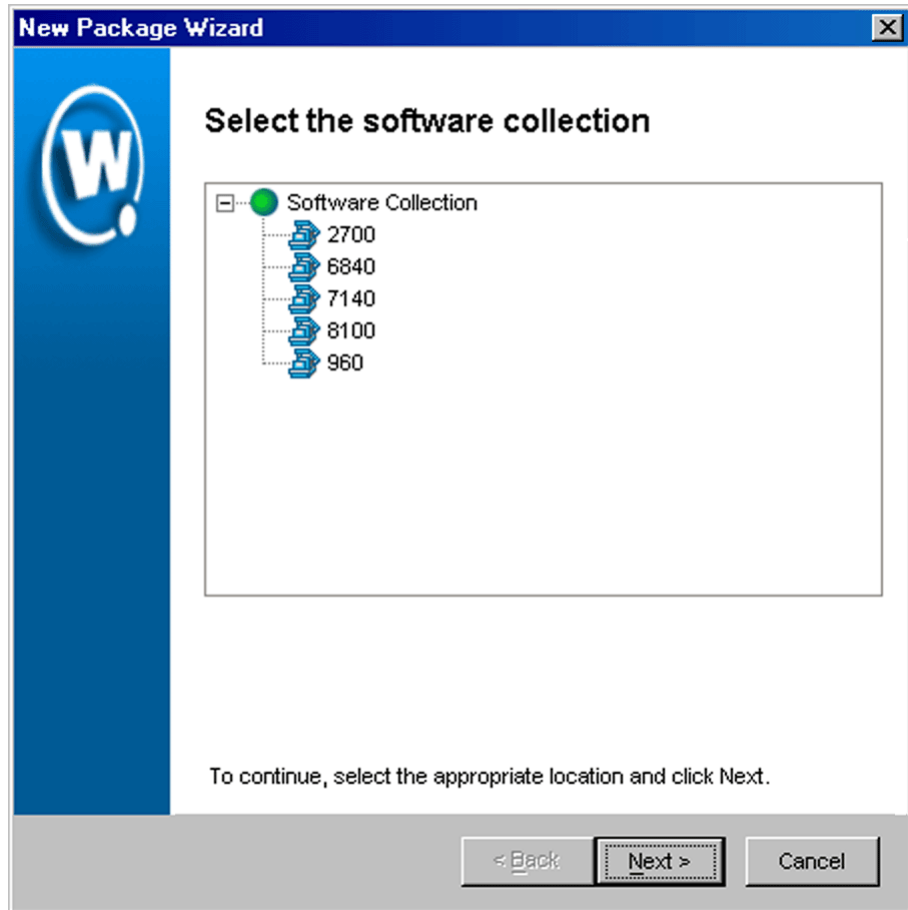 New Package Wizard
W
Select the software collection
Software Collection
2700
6840
7140
8100
960
To continue, select the appropriate location and click Next.
< Back
Next >
Cancel